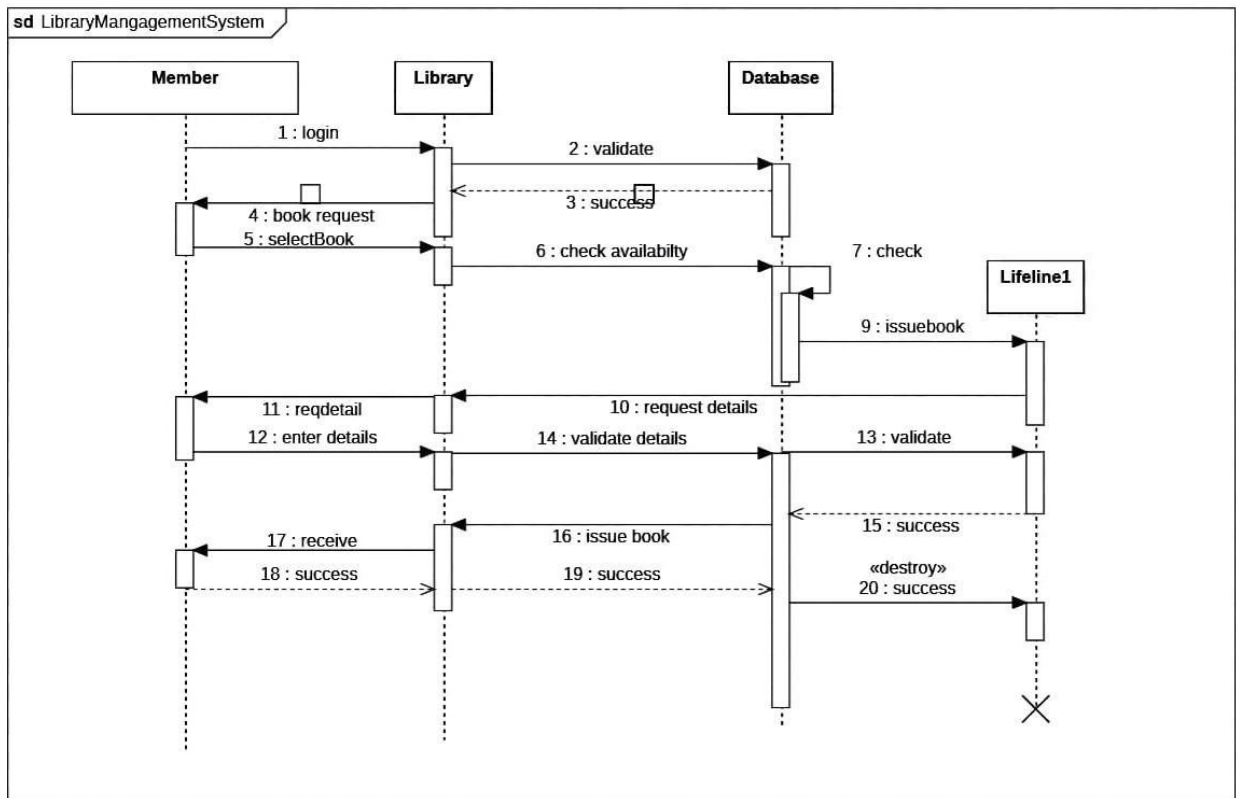 sd LibraryMangagementSystem
Member
Library
Database
1 : login
2 : validate
3 : success
4 : book request
5 : selectBook
6 : check availabilty
7 : check
Lifeline1
9 : issuebook
10 : request details
11 : reqdetail
12 : enter details
14 : validate details
13 : validate
15 : success
16 : issue book
17 : receive
18 : success
19 : success
«destroy»
20 : success